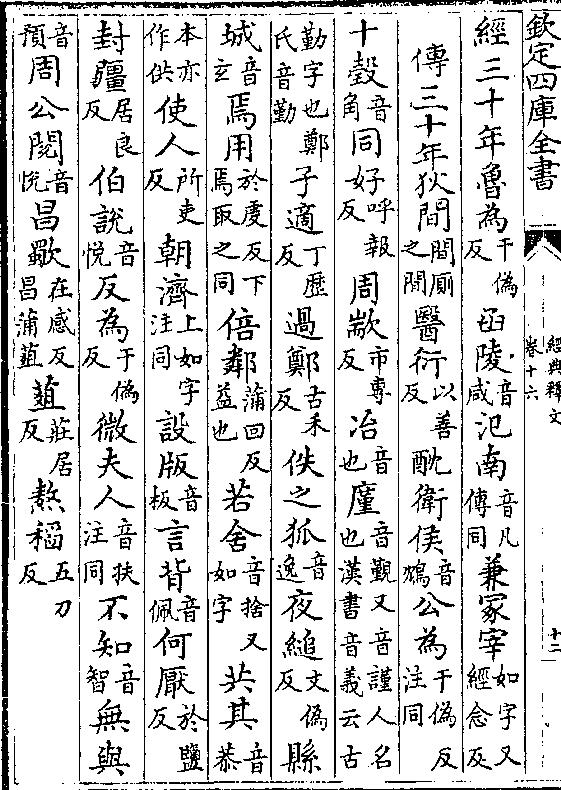 欽定四庫全書
經典釋文
卷十六
十二
經三十年魯為于偽反函陵音咸氾南音凡傳同兼冢宰如字又經念反
傳三十年狄間間廁之間醫衍以善反酖衛侯音鴆公為于偽反注同
十瑴音角同好呼報反周歂市專反冶音也廑音覲又音謹人名也漢書音義云古
勤字也鄭氏音勤子適丁歷反過鄭古禾反佚之狐音逸夜縋文偽反縣
城音玄焉用於虔反下焉取之同倍鄰蒲回反益也若舍音捨又如字共其音恭
本亦作供使人所吏反朝濟上如字注同設版音板言背音佩何厭於鹽反
封疆居良反伯說音悅反為于偽反微夫人音扶注同不知音智無與
音預周公閱音悅昌歜在感反昌蒲葅葅莊居反熬稻五刀反